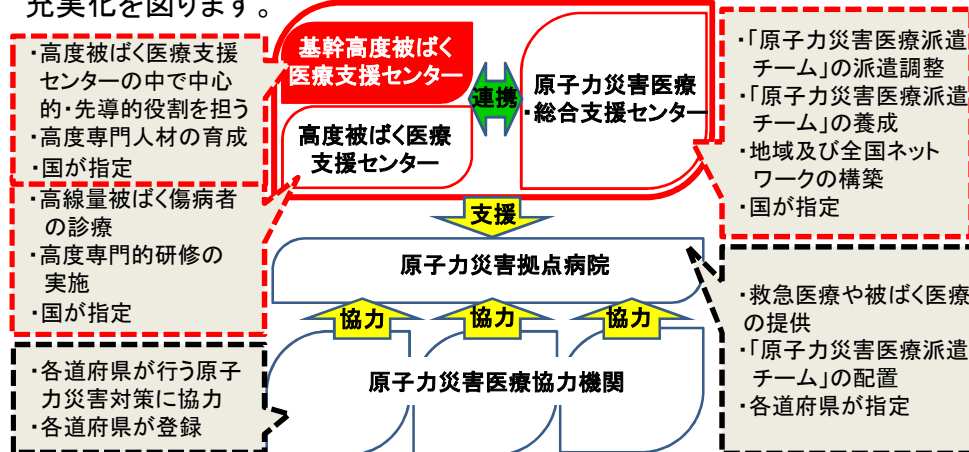 充実化を図ります。
・高度被ばく医療支援
センターの中で中心
的・先導的役割を担う
・高度専門人材の育成
・国が指定
・高線量被ばく傷病者
の診療
・高度専門的研修の
実施
・国が指定
基幹高度被ばく
医療支援センター
高度被ばく医療
支援センター
連携
原子力災害医療
・総合支援センター
・「原子力災害医療派遣
チーム」の派遣調整
・「原子力災害医療派遣
チーム」の養成
・地域及び全国ネット
ワークの構築
・国が指定
支援
原子力災害拠点病院
・救急医療や被ばく医療
の提供
・「原子力災害医療派遣
チーム」の配置
・各道府県が指定
協力
協力
協力
原子力災害医療協力機関
・各道府県が行う原子
力災害対策に協力
・各道府県が登録